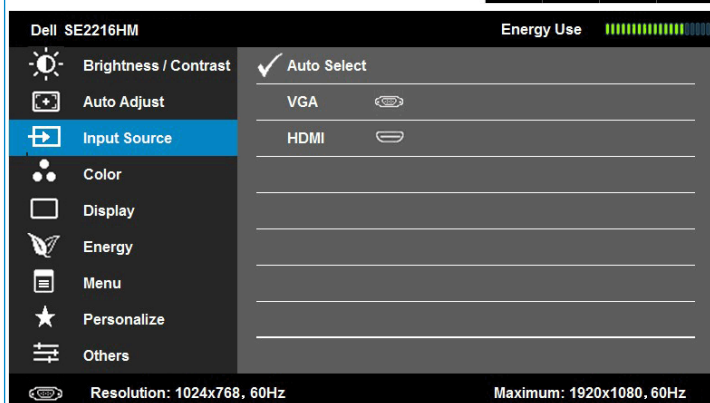 Dell SE2216HM Energy Use
Brightness / Contrast Auto Select
Auto Adjust VGA
Input Source HDMI
Color
Display
Energy
Menu
Personalize
Others
Resolution: 1024x768, 60Hz Maximum: 1920x1080, 60Hz